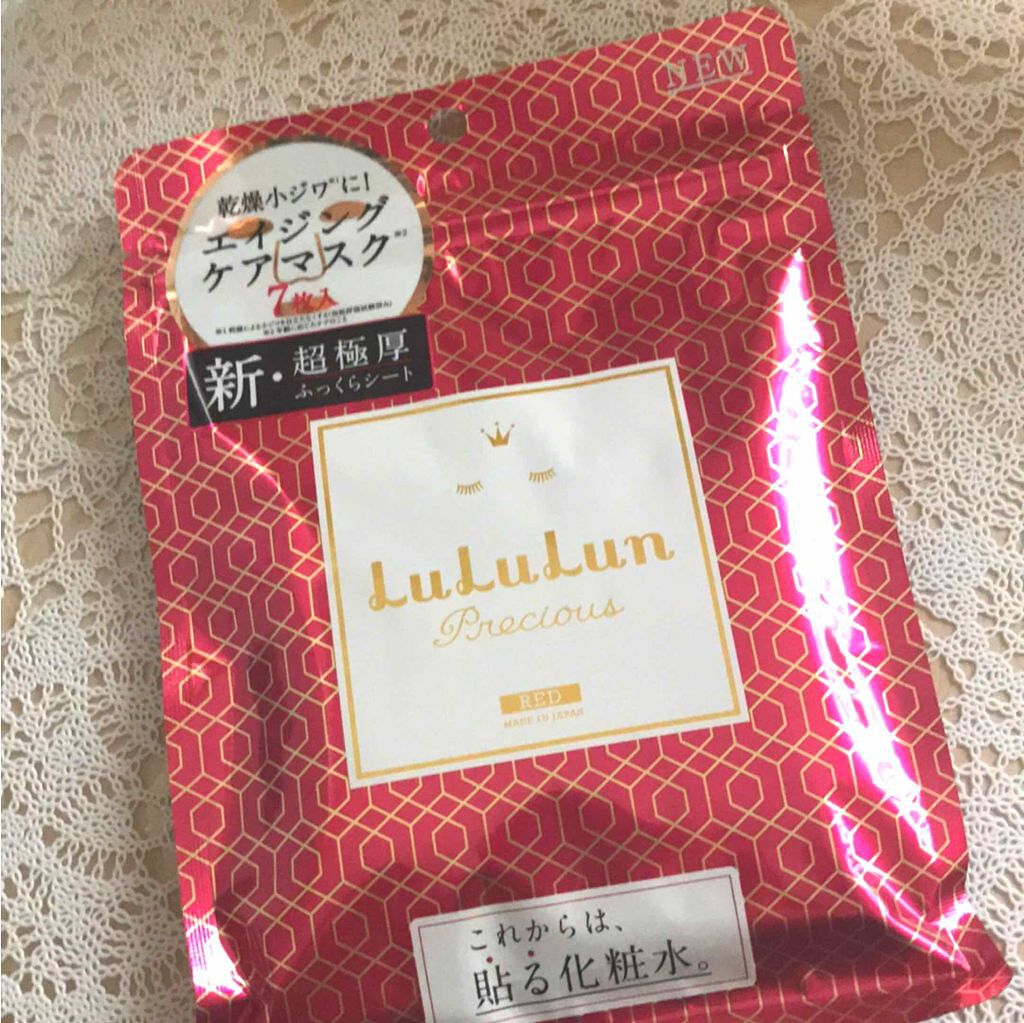 NEW
乾燥小ジワ※1に!
エイジング
ケアマスク※2
7枚入
新・超極厚
ふっくらシート
LuLuLun
Precious
RED
MADE IN JAPAN
これからは、
貼る化粧水。